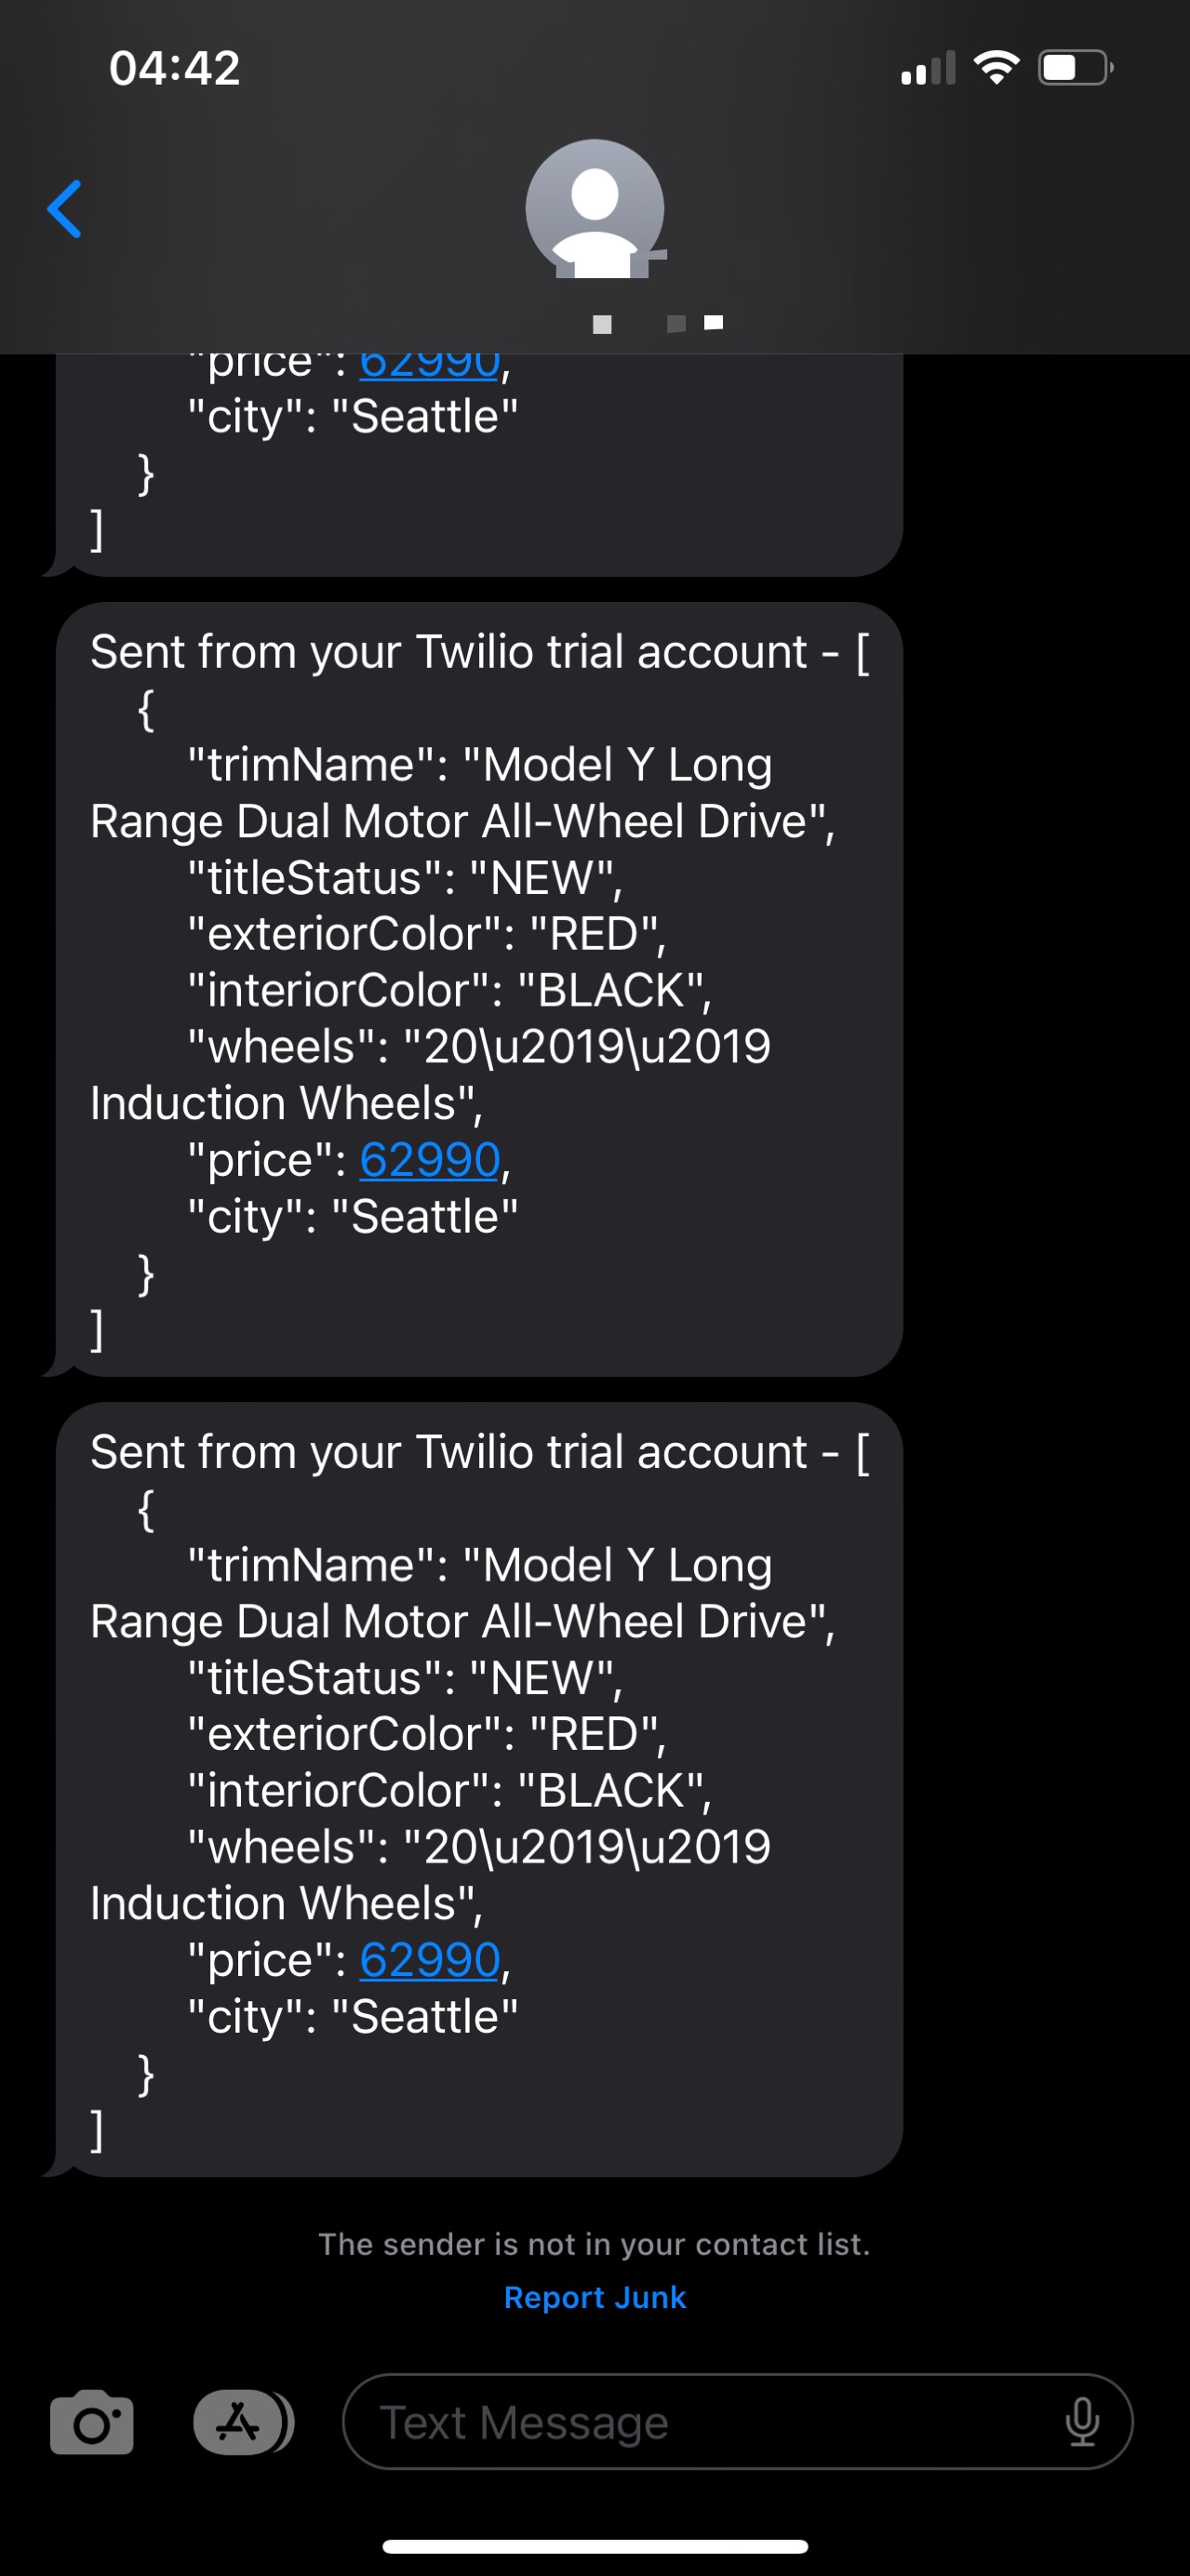 04:42
"price": 62990,
"city": "Seattle"
}
]
Sent from your Twilio trial account - [
{
"trimName": "Model Y Long
Range Dual Motor All-Wheel Drive",
"titleStatus": "NEW",
"exteriorColor": "RED",
"interiorColor": "BLACK",
"wheels": "20\u2019\u2019
Induction Wheels",
"price": 62990,
"city": "Seattle"
}
]
Sent from your Twilio trial account - [
{
"trimName": "Model Y Long
Range Dual Motor All-Wheel Drive",
"titleStatus": "NEW",
"exteriorColor": "RED",
"interiorColor": "BLACK",
"wheels": "20\u2019\u2019
Induction Wheels",
"price": 62990,
"city": "Seattle"
}
]
The sender is not in your contact list.
Report Junk
Text Message